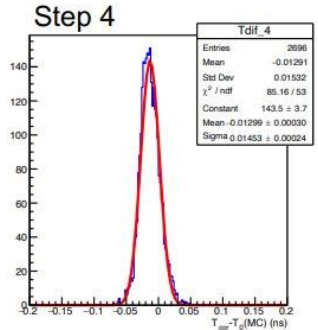 Step 4
Tdif_4
Entries 2696
Mean -0.01291
Std Dev 0.01532
χ² / ndf 85.16 / 53
Constant 143.5 ± 3.7
Mean -0.01299 ± 0.00030
Sigma 0.01453 ± 0.00024
140
120
100
80
60
40
20
0
-0.2 -0.15 -0.1 -0.05 0 0.05 0.1 0.15 0.2
T_cor-T_0(MC) (ns)